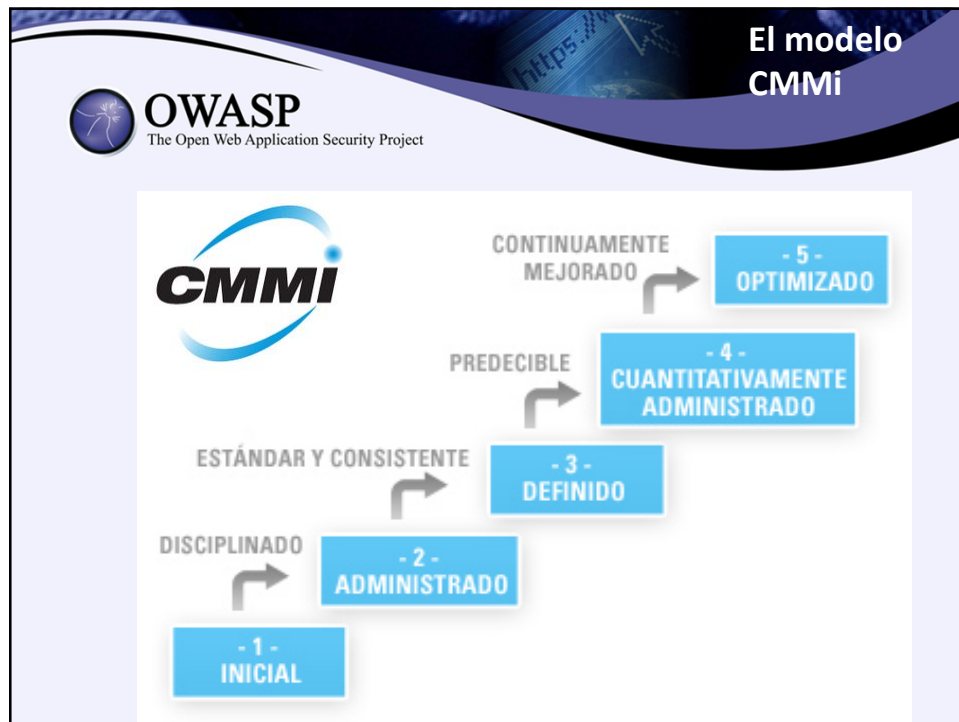 https://w
El modelo
CMMi
OWASP
The Open Web Application Security Project
CMMI
CONTINUAMENTE
MEJORADO
- 5 -
OPTIMIZADO
PREDECIBLE
- 4 -
CUANTITATIVAMENTE
ADMINISTRADO
ESTÁNDAR Y CONSISTENTE
- 3 -
DEFINIDO
DISCIPLINADO
- 2 -
ADMINISTRADO
- 1 -
INICIAL